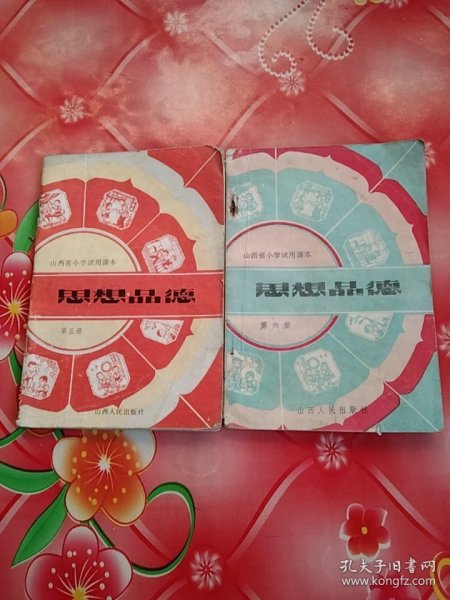 山西省小学试用课本
思想品德
第五册
山西人民出版社
山西省小学试用课本
思想品德
第六册
山西人民出版社
孔夫子旧书网
www.kongfz.com